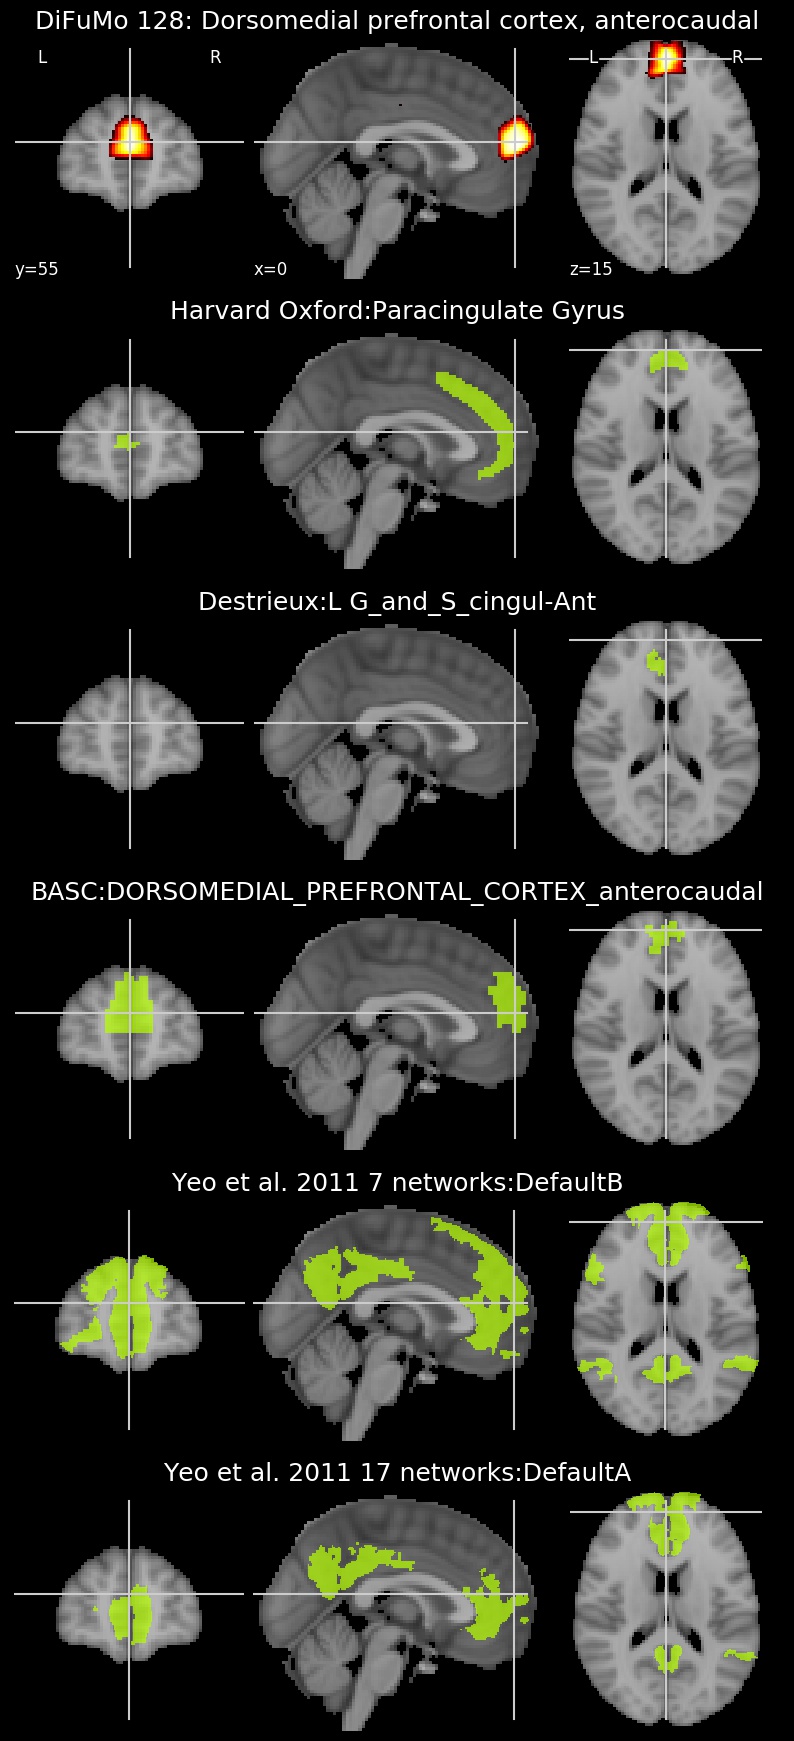 DiFuMo 128: Dorsomedial prefrontal cortex, anterocaudal
L R L R
y=55 x=0 z=15
Harvard Oxford:Paracingulate Gyrus
Destrieux:L G_and_S_cingul-Ant
BASC:DORSOMEDIAL_PREFRONTAL_CORTEX_anterocaudal
Yeo et al. 2011 7 networks:DefaultB
Yeo et al. 2011 17 networks:DefaultA